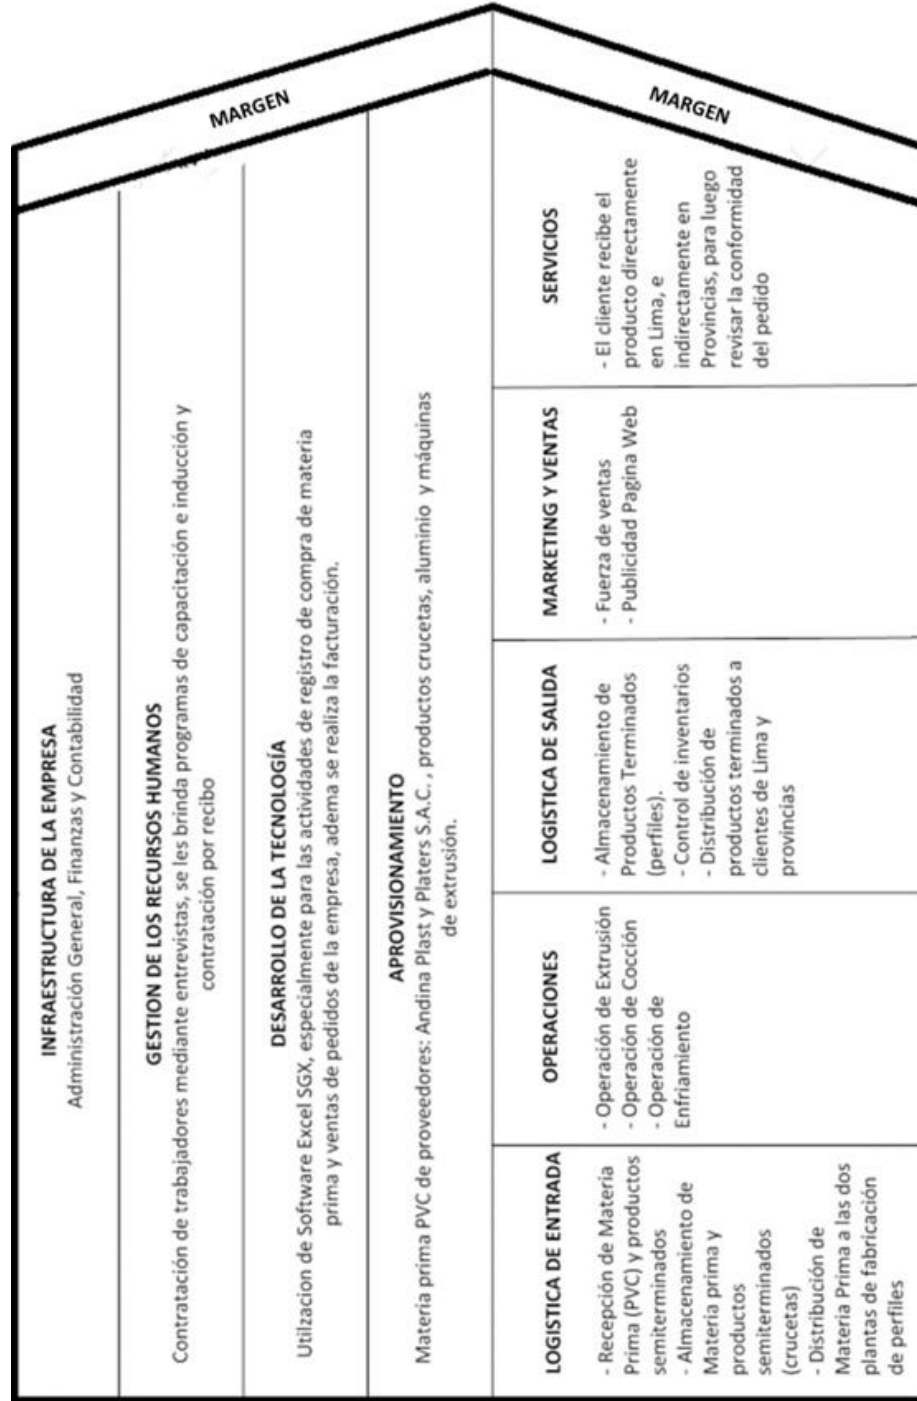 INFRAESTRUCTURA DE LA EMPRESA
Administración General, Finanzas y Contabilidad
GESTION DE LOS RECURSOS HUMANOS
Contratación de trabajadores mediante entrevistas, se les brinda programas de capacitación e inducción y
contratación por recibo
DESARROLLO DE LA TECNOLOGÍA
Utilzacion de Software Excel SGX, especialmente para las actividades de registro de compra de materia
prima y ventas de pedidos de la empresa, adema se realiza la facturación.
APROVISIONAMIENTO
Materia prima PVC de proveedores: Andina Plast y Platers S.A.C. , productos crucetas, aluminio y máquinas
de extrusión.
LOGISTICA DE ENTRADA
- Recepción de Materia
Prima (PVC) y productos
semiterminados
- Almacenamiento de
Materia prima y
productos
semiterminados
(crucetas)
- Distribución de
Materia Prima a las dos
plantas de fabricación
de perfiles
OPERACIONES
- Operación de Extrusión
- Operación de Cocción
- Operación de
Enfriamiento
LOGISTICA DE SALIDA
- Almacenamiento de
Productos Terminados
(perfiles).
- Control de inventarios
- Distribución de
productos terminados a
clientes de Lima y
provincias
MARKETING Y VENTAS
- Fuerza de ventas
- Publicidad Pagina Web
SERVICIOS
- El cliente recibe el
producto directamente
en Lima, e
indirectamente en
Provincias, para luego
revisar la conformidad
del pedido
MARGEN
MARGEN